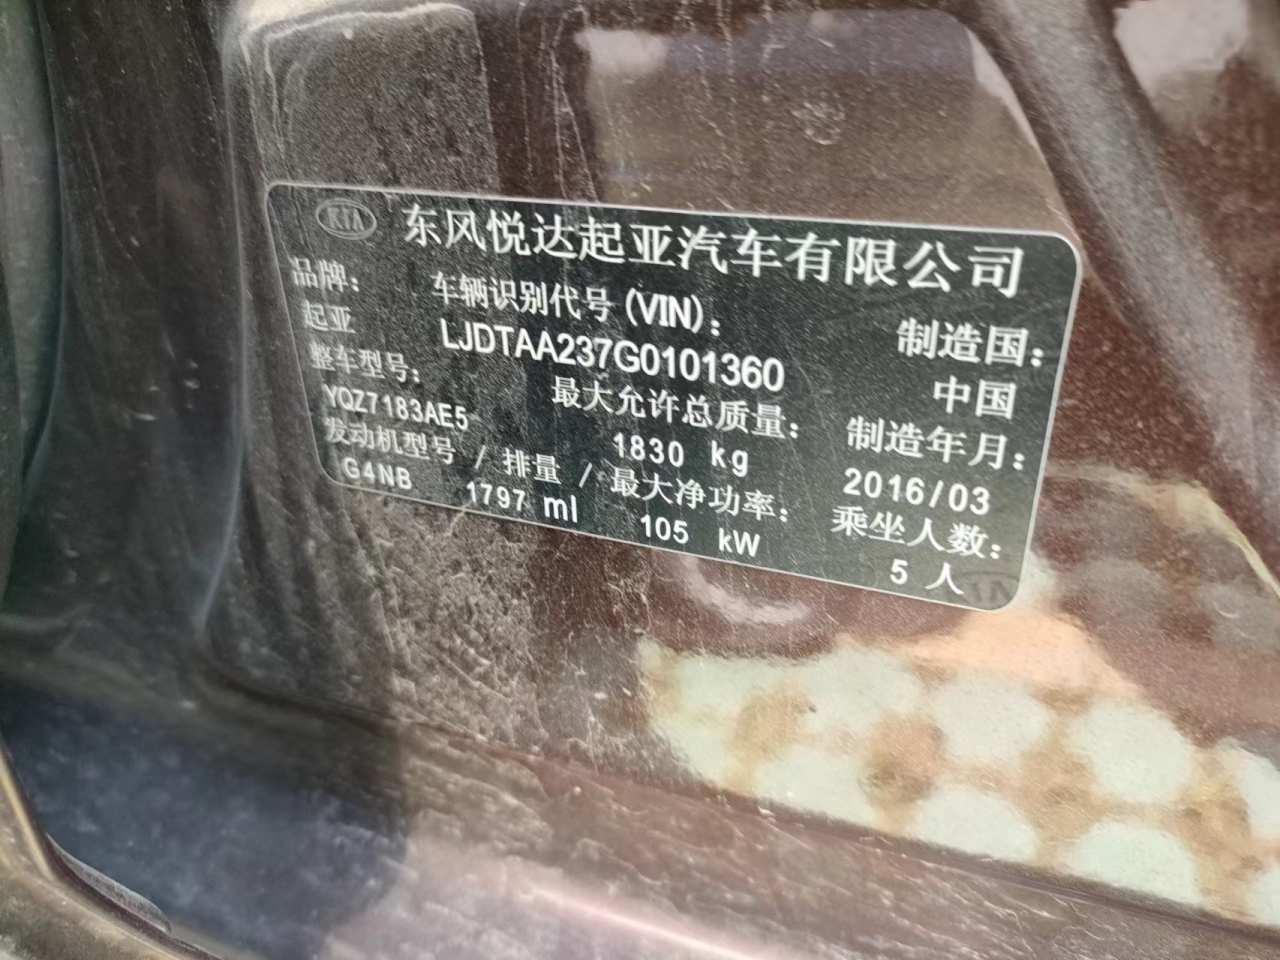 KIA 东风悦达起亚汽车有限公司
品牌： 车辆识别代号(VIN)： 制造国：
起亚 LJDTAA237G0101360 中国
整车型号： 最大允许总质量： 制造年月：
YQZ7183AE5 1830 kg 2016/03
发动机型号 / 排量 / 最大净功率： 乘坐人数：
G4NB 1797 ml 105 kW 5 人